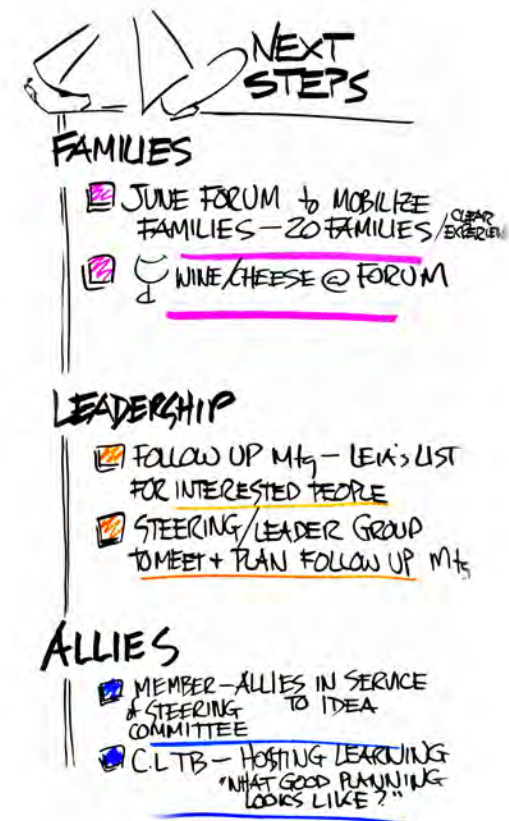 NEXT
STEPS
FAMILIES
JUNE FORUM to MOBILIZE
FAMILIES — 20 FAMILIES / CLEAR
WINE/CHEESE @ FORUM
LEADERSHIP
FOLLOW UP Mtg — LEIA'S LIST
FOR INTERESTED PEOPLE
STEERING/LEADER GROUP
TO MEET + PLAN FOLLOW UP Mtg
ALLIES
MEMBER-ALLIES IN SERVICE
& STEERING TO IDEA
COMMITTEE
C.L TB — HOSTING LEARNING
"WHAT GOOD PLANNING
LOOKS LIKE?"